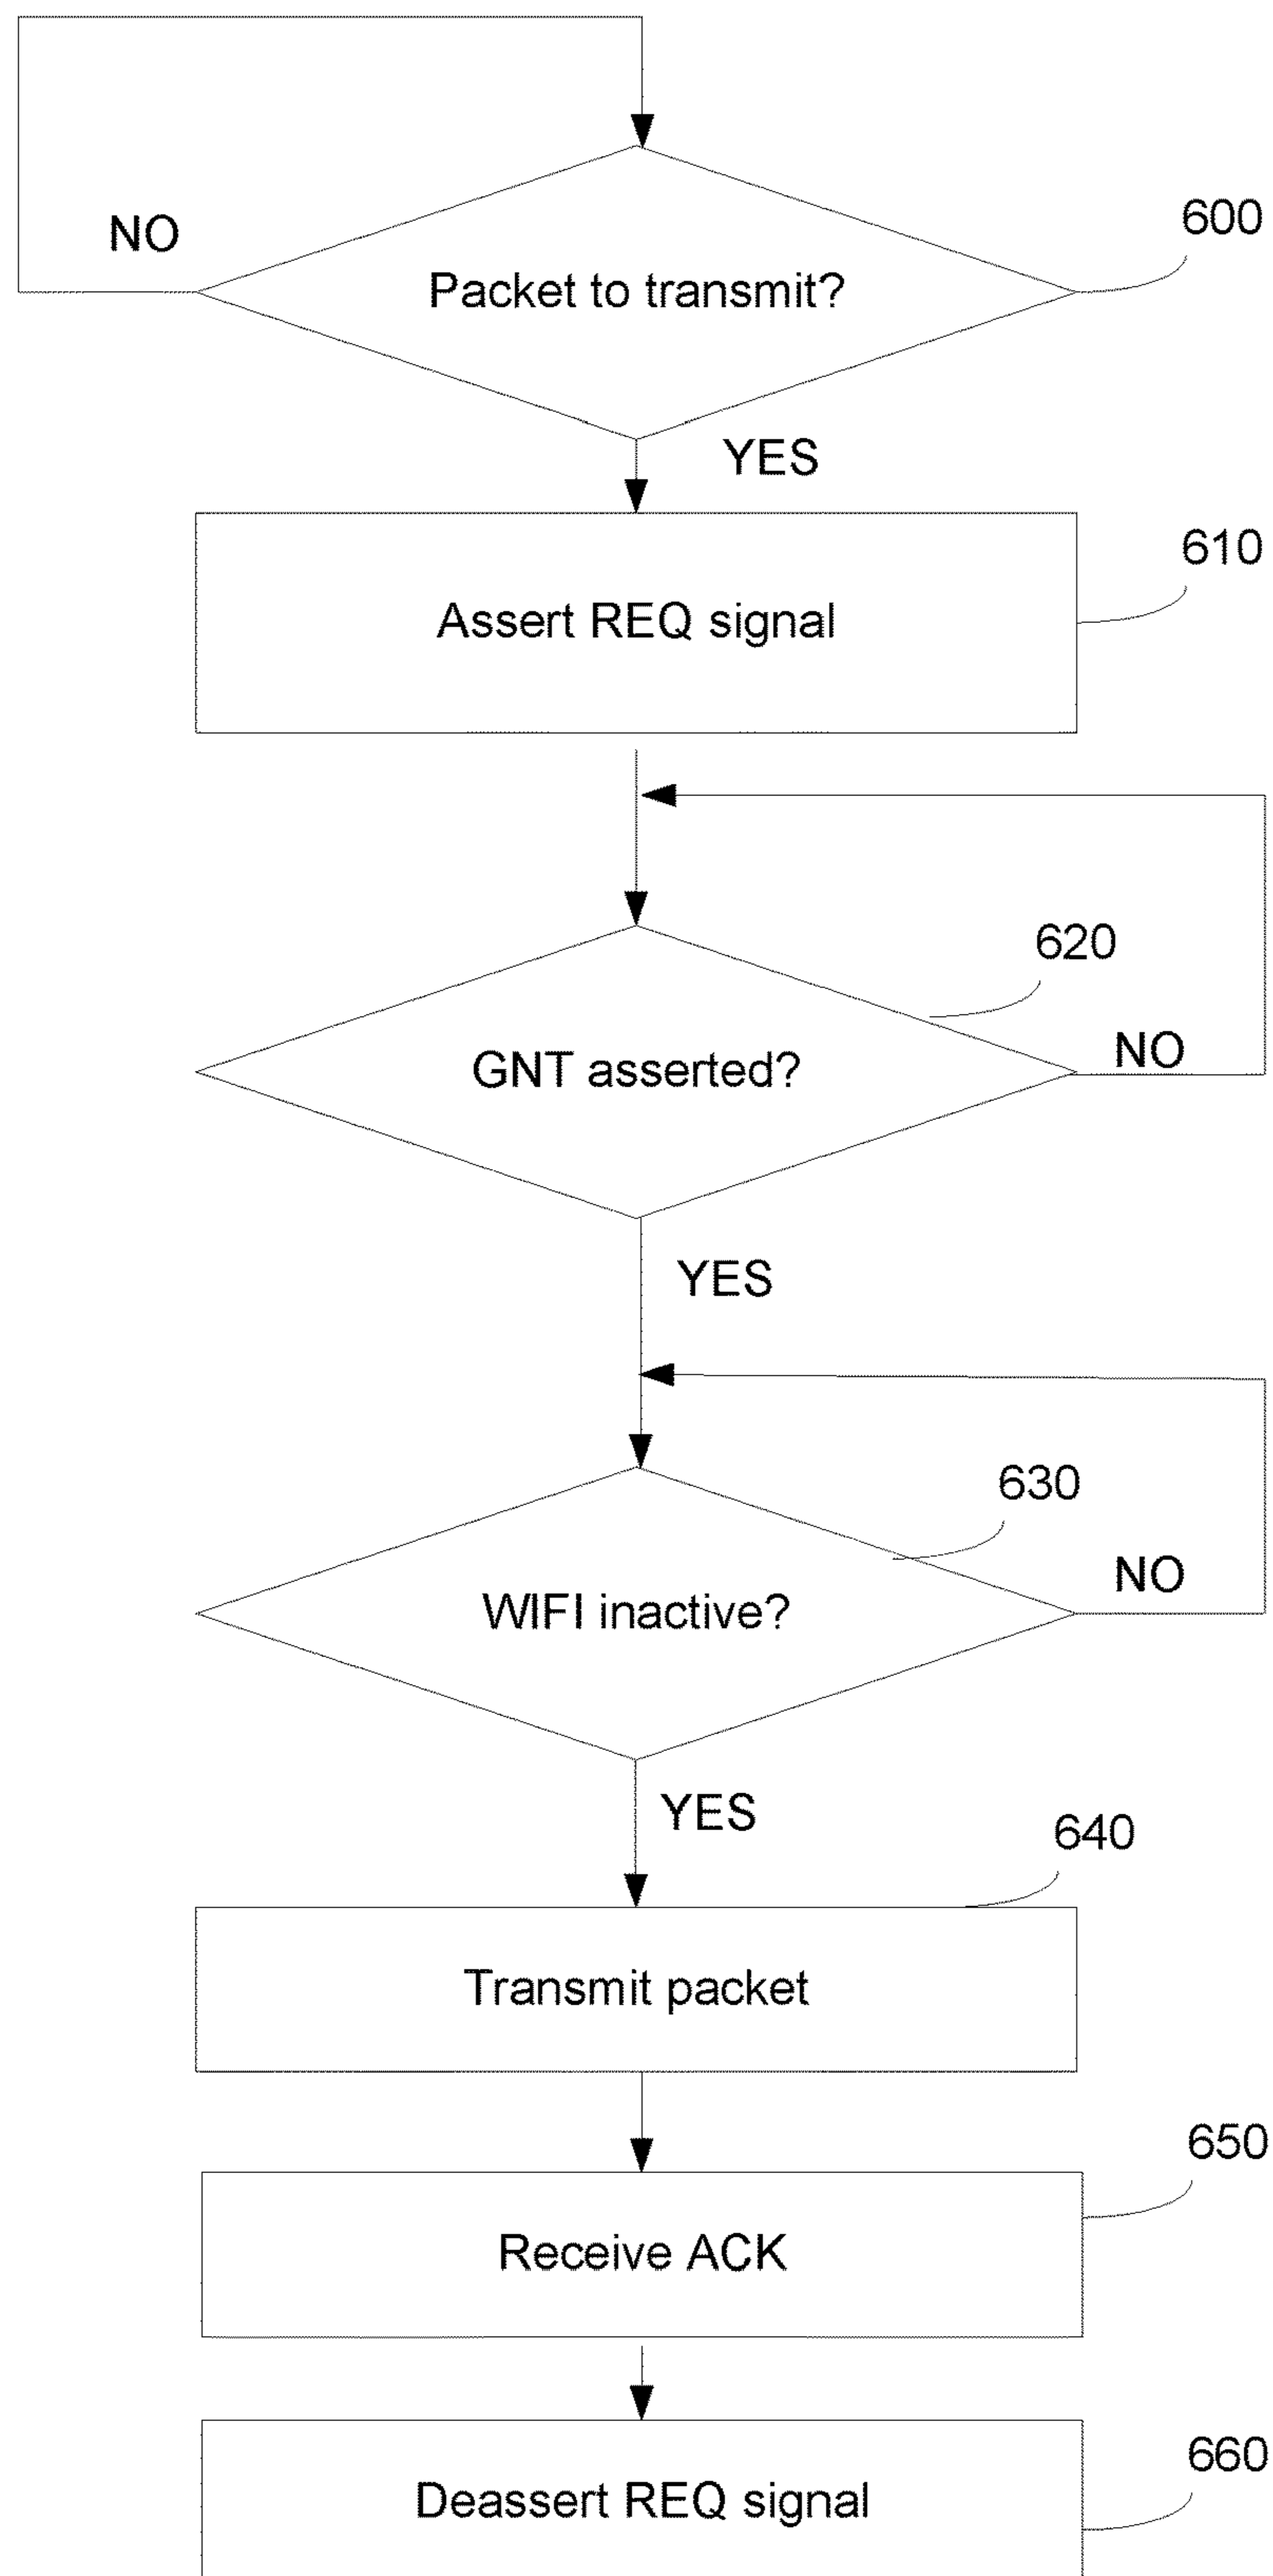 600
NO
Packet to transmit?
YES
610
Assert REQ signal
620
NO
GNT asserted?
YES
630
NO
WIFI inactive?
YES
640
Transmit packet
650
Receive ACK
660
Deassert REQ signal